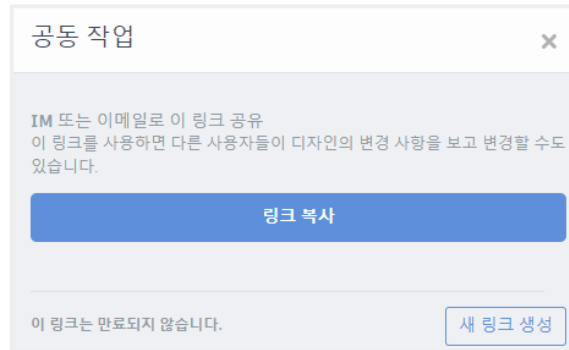 공동 작업
IM 또는 이메일로 이 링크 공유
이 링크를 사용하면 다른 사용자들이 디자인의 변경 사항을 보고 변경할 수도
있습니다.
링크 복사
이 링크는 만료되지 않습니다.
새 링크 생성